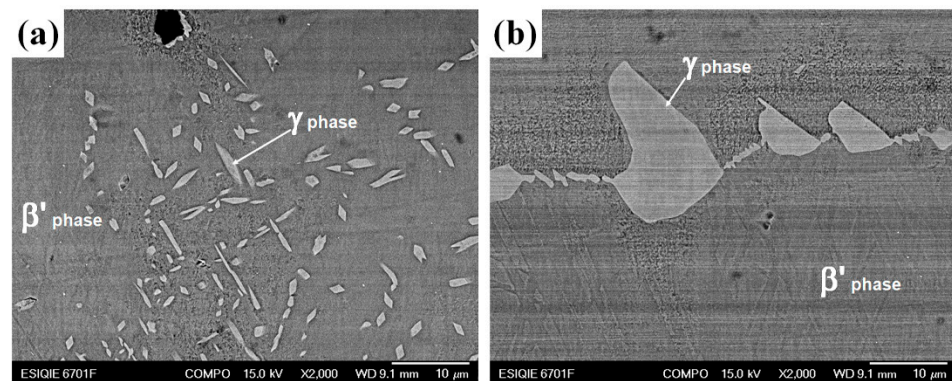 (a)
γ phase
β' phase
ESIQIE 6701F COMPO 15.0 kV X2,000 WD 9.1 mm 10 μm
(b)
γ phase
β' phase
ESIQIE 6701F COMPO 15.0 kV X2,000 WD 9.1 mm 10 μm